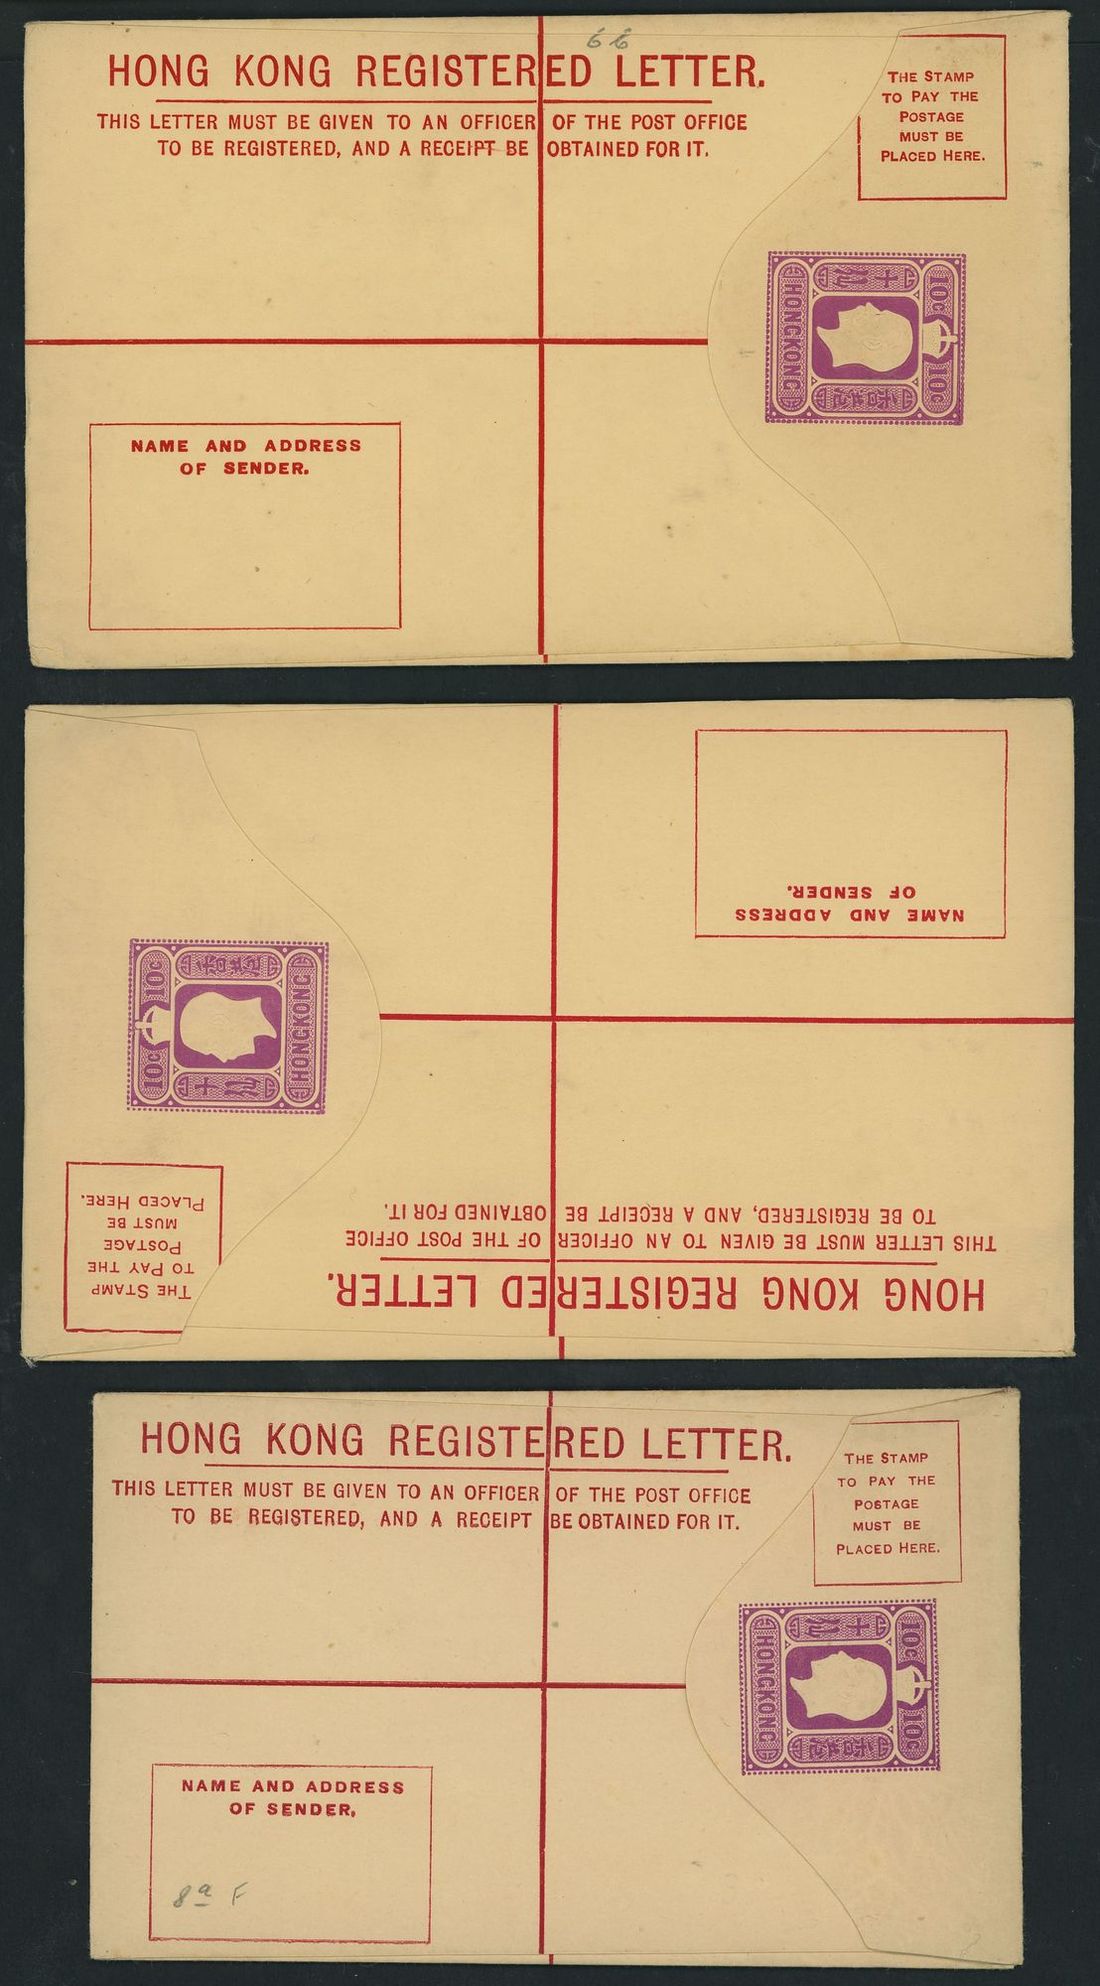 66
HONG KONG REGISTERED LETTER.
THIS LETTER MUST BE GIVEN TO AN OFFICER OF THE POST OFFICE
TO BE REGISTERED, AND A RECEIPT BE OBTAINED FOR IT.
THE STAMP
TO PAY THE
POSTAGE
MUST BE
PLACED HERE.
HONGKONG
10C 10C
NAME AND ADDRESS
OF SENDER.
HONG KONG REGISTERED LETTER.
THIS LETTER MUST BE GIVEN TO AN OFFICER OF THE POST OFFICE
TO BE REGISTERED, AND A RECEIPT BE OBTAINED FOR IT.
THE STAMP
TO PAY THE
POSTAGE
MUST BE
PLACED HERE.
HONGKONG
10C 10C
NAME AND ADDRESS
OF SENDER.
HONG KONG REGISTERED LETTER.
THIS LETTER MUST BE GIVEN TO AN OFFICER OF THE POST OFFICE
TO BE REGISTERED, AND A RECEIPT BE OBTAINED FOR IT.
THE STAMP
TO PAY THE
POSTAGE
MUST BE
PLACED HERE.
HONGKONG
10C 10C
NAME AND ADDRESS
OF SENDER.
8a F